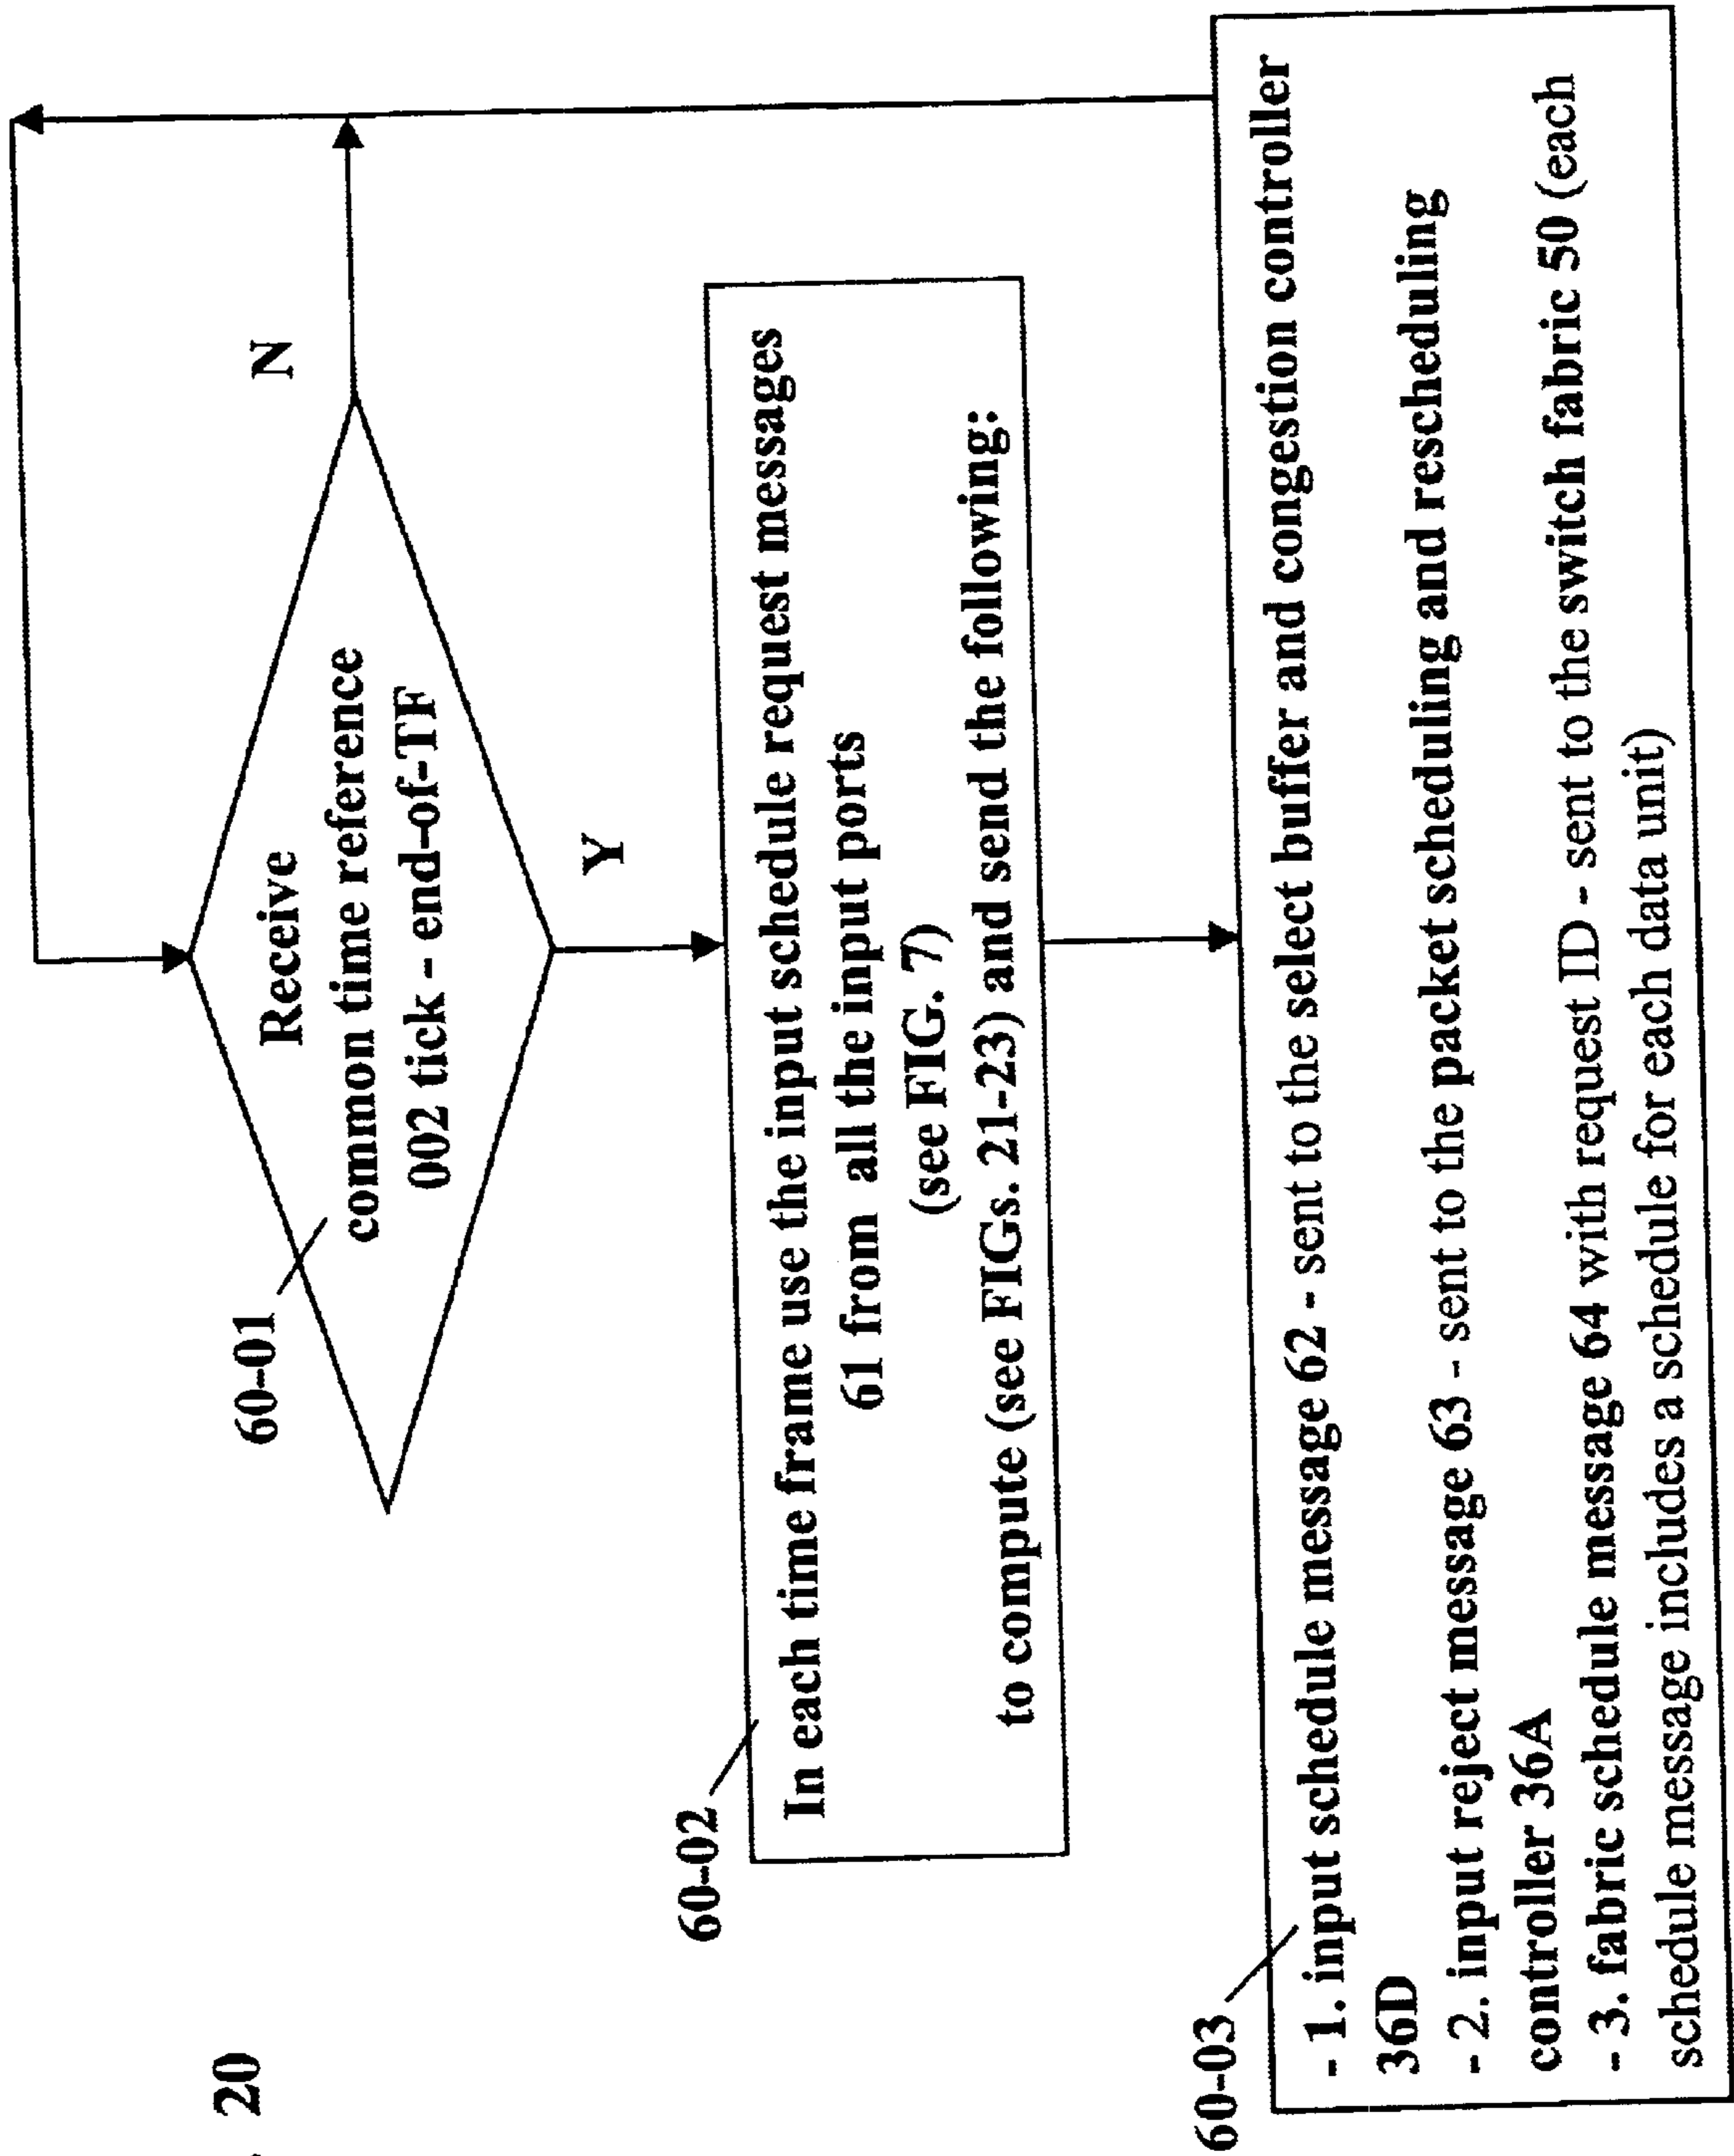 20
60-01
Receive
common time reference
002 tick - end-of-TF
N
Y
60-02
In each time frame use the input schedule request messages
61 from all the input ports
(see FIG. 7)
to compute (see FIGs. 21-23) and send the following:
60-03
- 1. input schedule message 62 - sent to the select buffer and congestion controller
36D
- 2. input reject message 63 - sent to the packet scheduling and rescheduling
controller 36A
- 3. fabric schedule message 64 with request ID - sent to the switch fabric 50 (each
schedule message includes a schedule for each data unit)